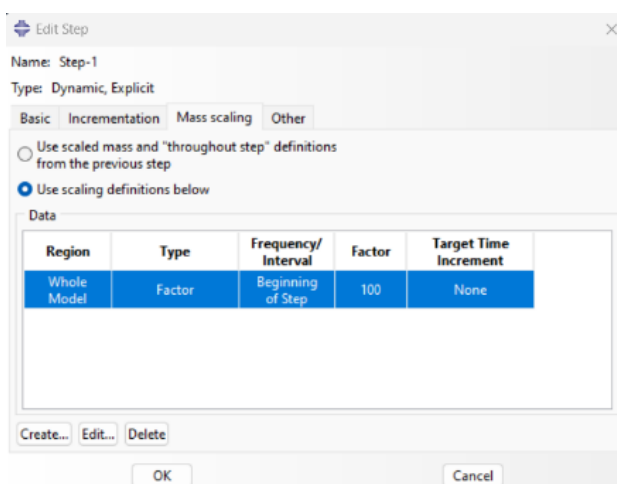 Edit Step
Name: Step-1
Type: Dynamic, Explicit
Basic Incrementation Mass scaling Other
Use scaled mass and "throughout step" definitions
from the previous step
Use scaling definitions below
Data
Region Type Frequency/
Interval Factor Target Time
Increment
Whole
Model Factor Beginning
of Step 100 None
Create... Edit... Delete
OK Cancel